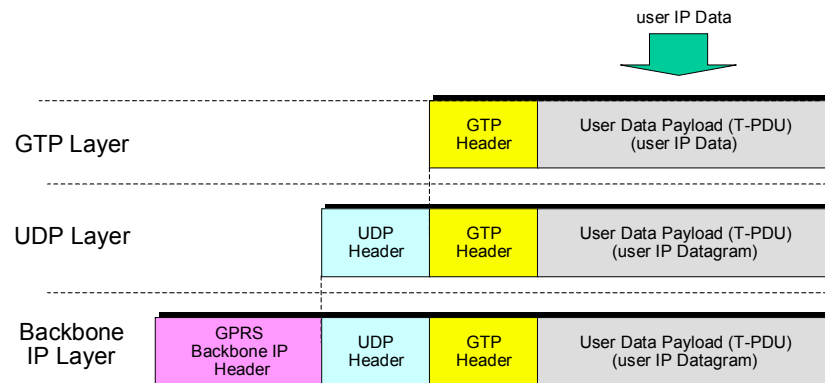 user IP Data
GTP Layer
GTP
Header
User Data Payload (T-PDU)
(user IP Data)
UDP Layer
UDP
Header
GTP
Header
User Data Payload (T-PDU)
(user IP Datagram)
Backbone
IP Layer
GPRS
Backbone IP
Header
UDP
Header
GTP
Header
User Data Payload (T-PDU)
(user IP Datagram)